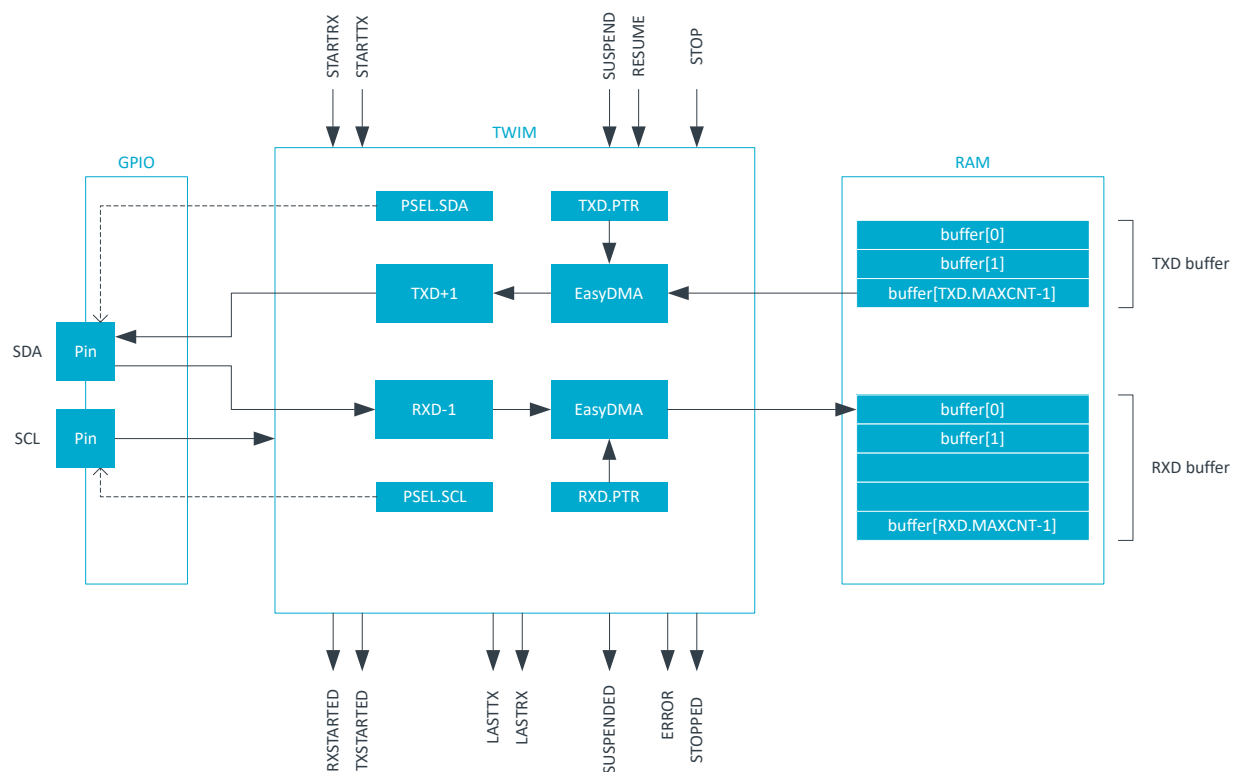 STARTRX
STARTTX
SUSPEND
RESUME
STOP
TWIM
GPIO
RAM
PSEL.SDA
TXD.PTR
buffer[0]
buffer[1]
buffer[TXD.MAXCNT-1]
TXD buffer
TXD+1
EasyDMA
SDA
Pin
RXD-1
EasyDMA
buffer[0]
buffer[1]
buffer[RXD.MAXCNT-1]
RXD buffer
SCL
Pin
PSEL.SCL
RXD.PTR
RXSTARTED
TXSTARTED
LASTTX
LASTRX
SUSPENDED
ERROR
STOPPED